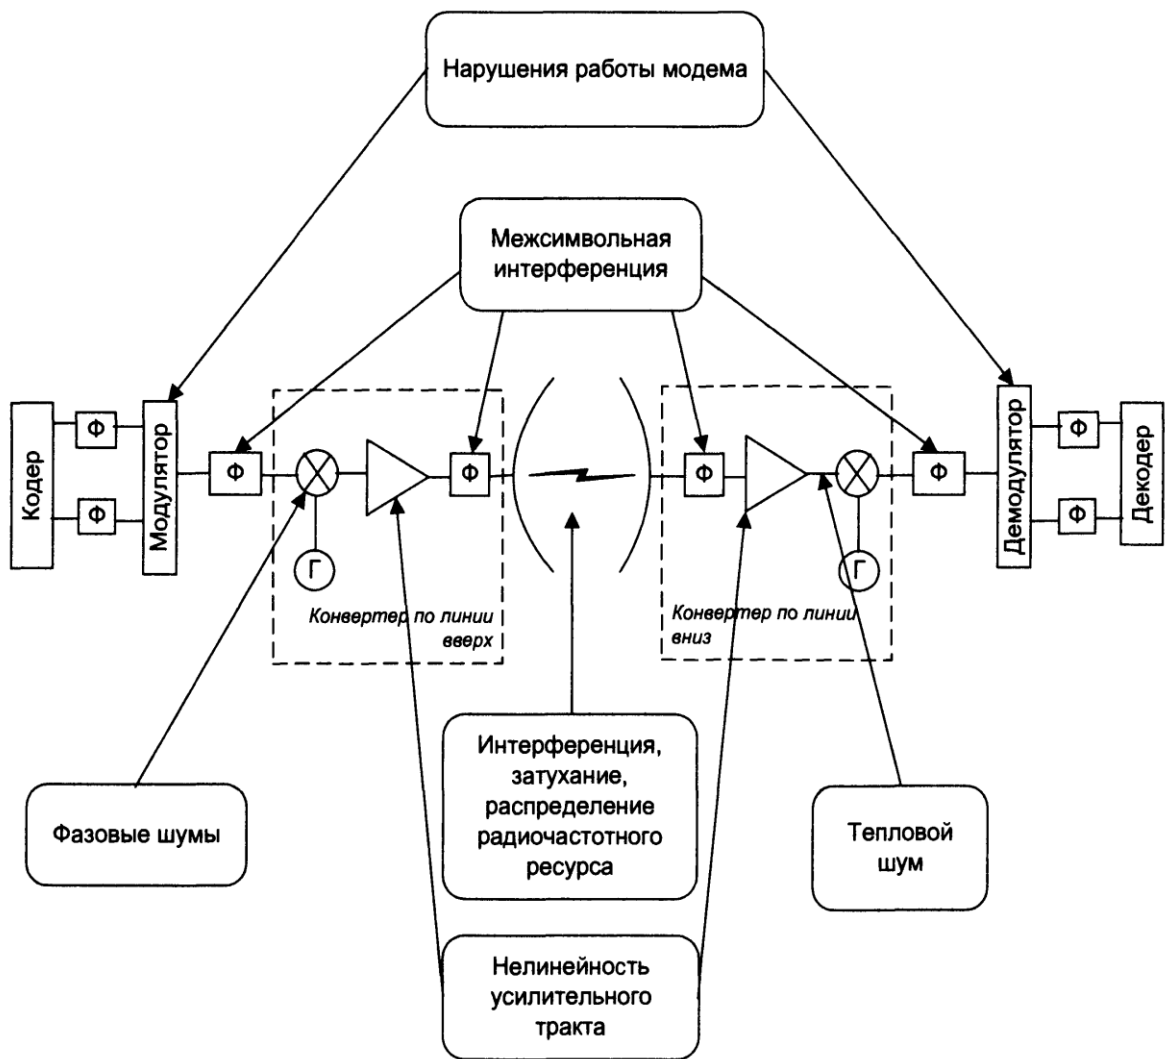 Нарушения работы модема
Межсимвольная
интерференция
Кодер
Ф
Ф
Модулятор
Ф
Г
Ф
Конвертер по линии
вверх
Ф
Г
Конвертер по линии
вниз
Ф
Демодулятор
Ф
Ф
Декодер
Фазовые шумы
Интерференция,
затухание,
распределение
радиочастотного
ресурса
Тепловой
шум
Нелинейность
усилительного
тракта